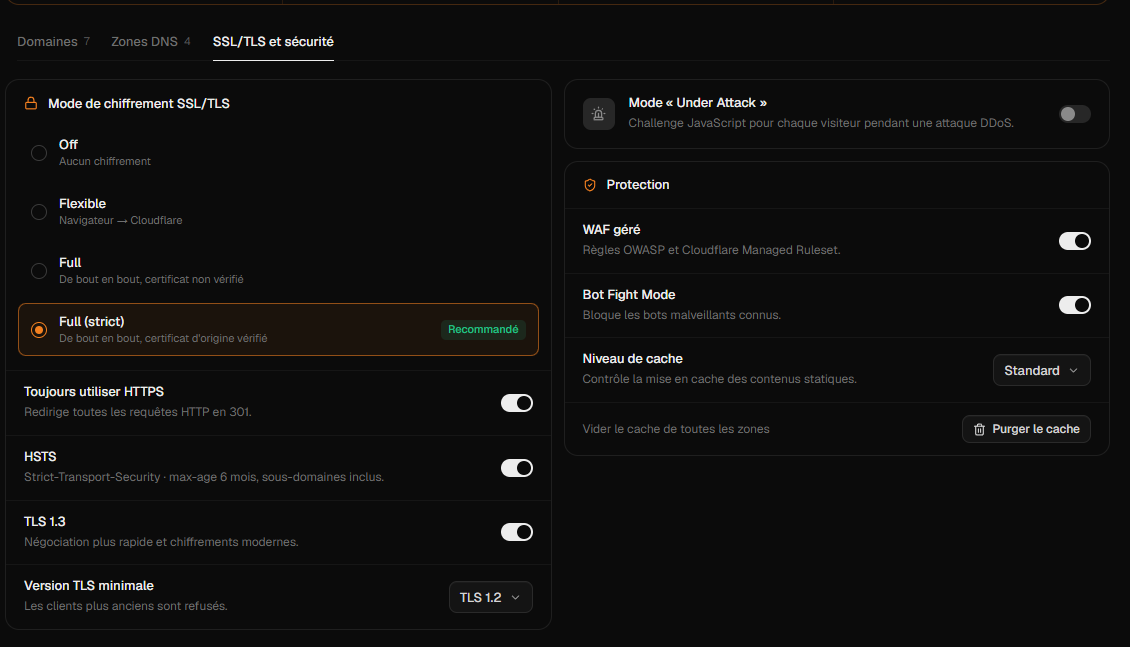 Domaines 7
Zones DNS 4
SSL/TLS et sécurité
Mode de chiffrement SSL/TLS
Off
Aucun chiffrement
Flexible
Navigateur → Cloudflare
Full
De bout en bout, certificat non vérifié
Full (strict)
De bout en bout, certificat d'origine vérifié
Recommandé
Toujours utiliser HTTPS
Redirige toutes les requêtes HTTP en 301.
HSTS
Strict-Transport-Security · max-age 6 mois, sous-domaines inclus.
TLS 1.3
Négociation plus rapide et chiffrements modernes.
Version TLS minimale
Les clients plus anciens sont refusés.
TLS 1.2
Mode « Under Attack »
Challenge JavaScript pour chaque visiteur pendant une attaque DDoS.
Protection
WAF géré
Règles OWASP et Cloudflare Managed Ruleset.
Bot Fight Mode
Bloque les bots malveillants connus.
Niveau de cache
Contrôle la mise en cache des contenus statiques.
Standard
Vider le cache de toutes les zones
Purger le cache